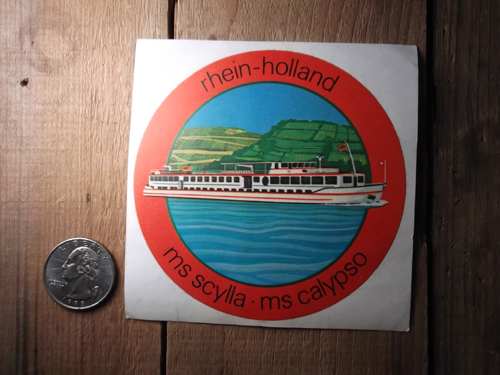 rhein-holland
ms scylla · ms calypso